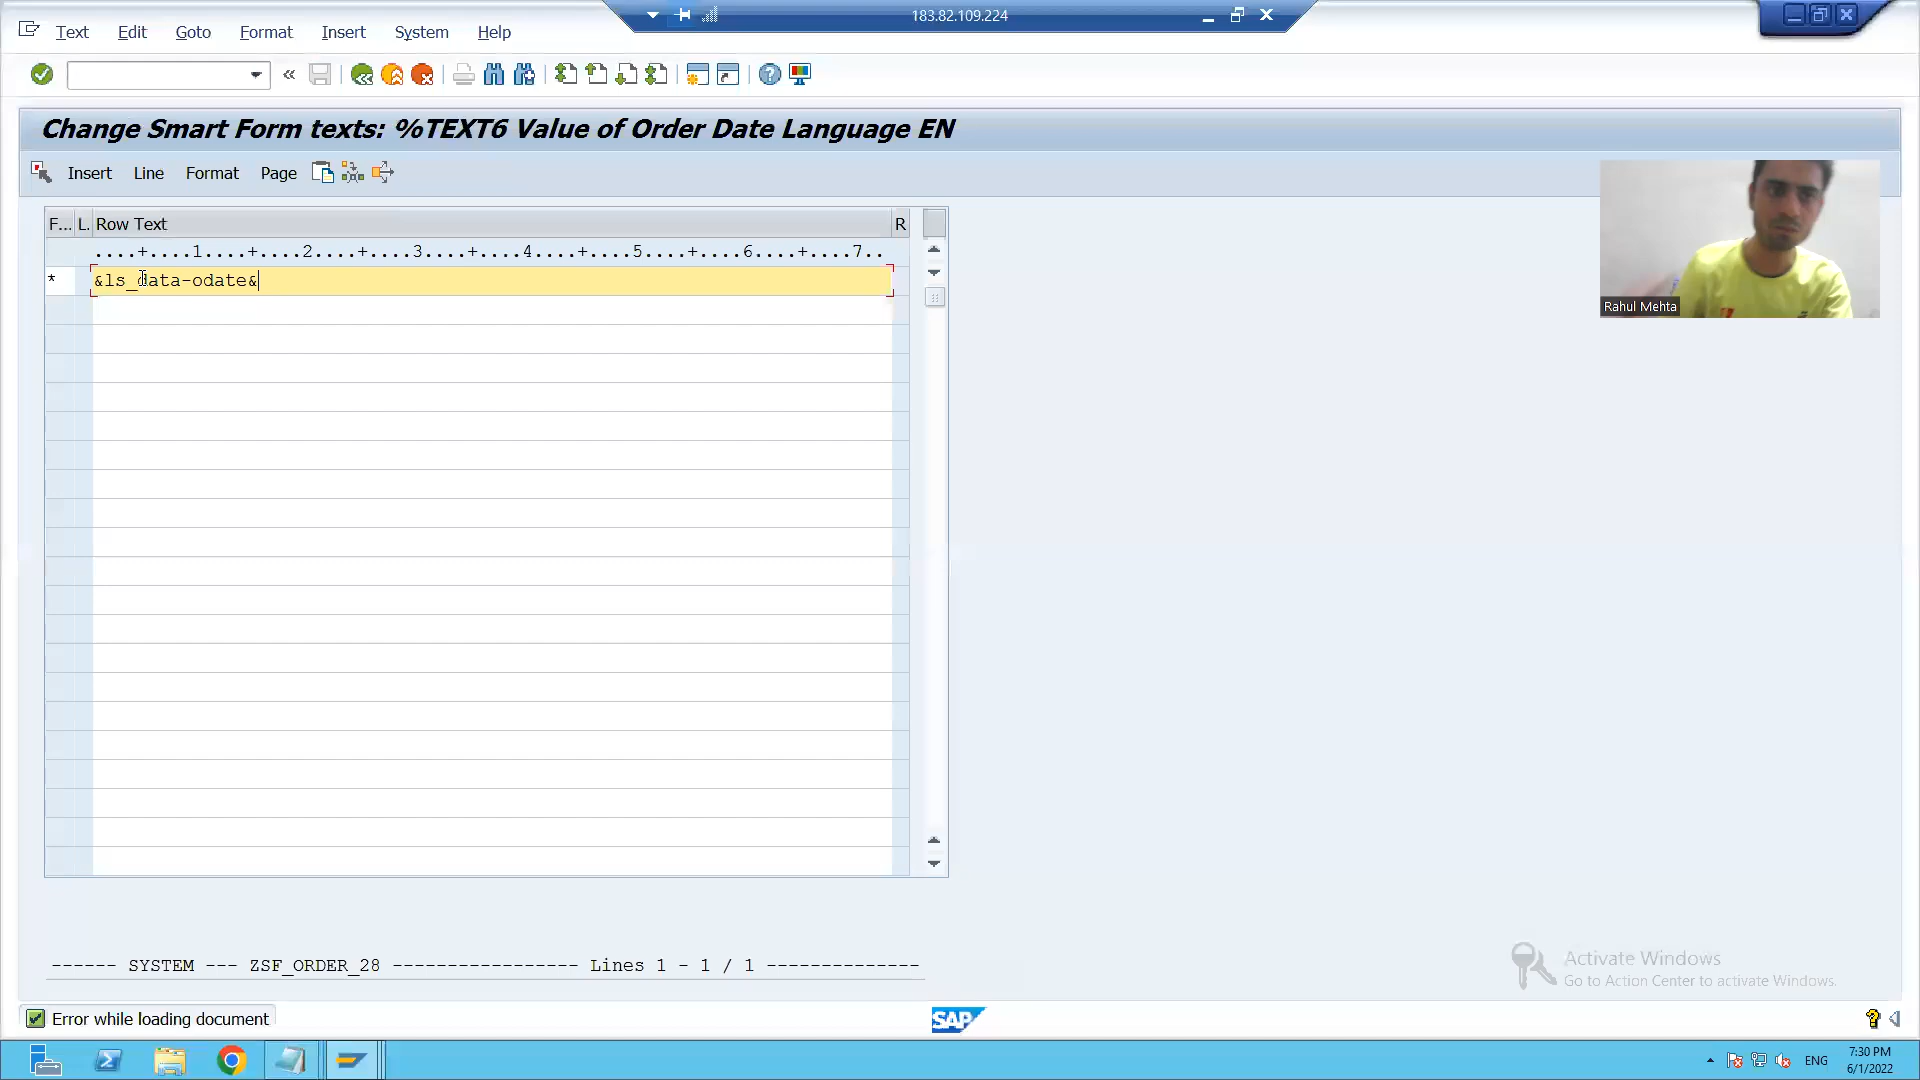 183.82.109.224
Text Edit Goto Format Insert System Help
Change Smart Form texts: %TEXT6 Value of Order Date Language EN
Insert Line Format Page
F... L. Row Text R
....+....1....+....2....+....3....+....4....+....5....+....6....+....7..
* &ls_data-odate&
Rahul Mehta
------ SYSTEM --- ZSF_ORDER_28 ----------------- Lines 1 - 1 / 1 --------------
Activate Windows
Go to Action Center to activate Windows.
Error while loading document
SAP
ENG
7:30 PM
6/1/2022